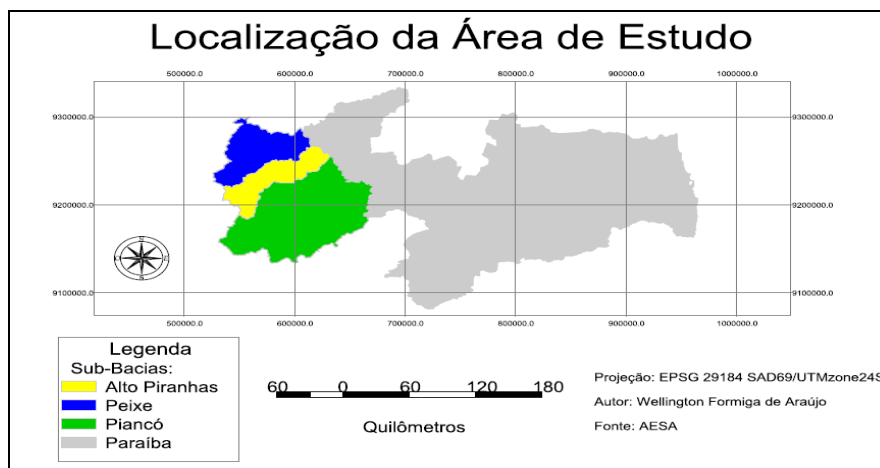 Localização da Área de Estudo
500000.0 600000.0 700000.0 800000.0 900000.0 1000000.0
9300000.0 9300000.0
9200000.0 9200000.0
9100000.0 9100000.0
500000.0 600000.0 700000.0 800000.0 900000.0 1000000.0
Legenda
Sub-Bacias:
Alto Piranhas
Peixe
Piancó
Paraíba
60 0 60 120 180
Quilômetros
Projeção: EPSG 29184 SAD69/UTMzone24S
Autor: Wellington Formiga de Araújo
Fonte: AESA